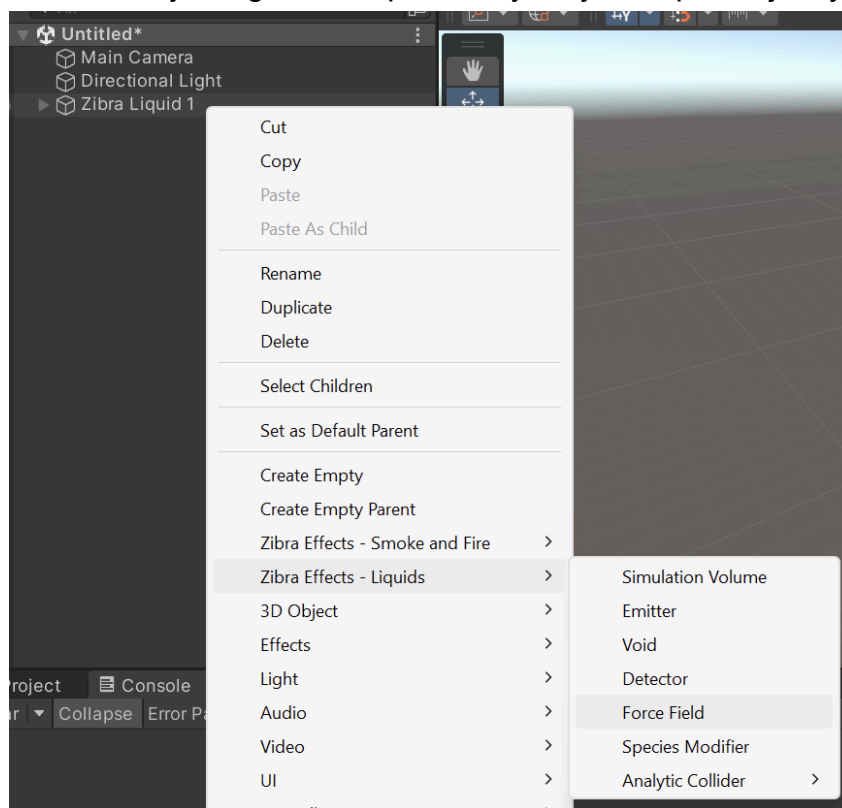 Untitled*
Main Camera
Directional Light
Zibra Liquid 1
Cut
Copy
Paste
Paste As Child
Rename
Duplicate
Delete
Select Children
Set as Default Parent
Create Empty
Create Empty Parent
Zibra Effects - Smoke and Fire
Zibra Effects - Liquids
3D Object
Effects
Light
Audio
Video
UI
Simulation Volume
Emitter
Void
Detector
Force Field
Species Modifier
Analytic Collider
roject Console
Collapse Error